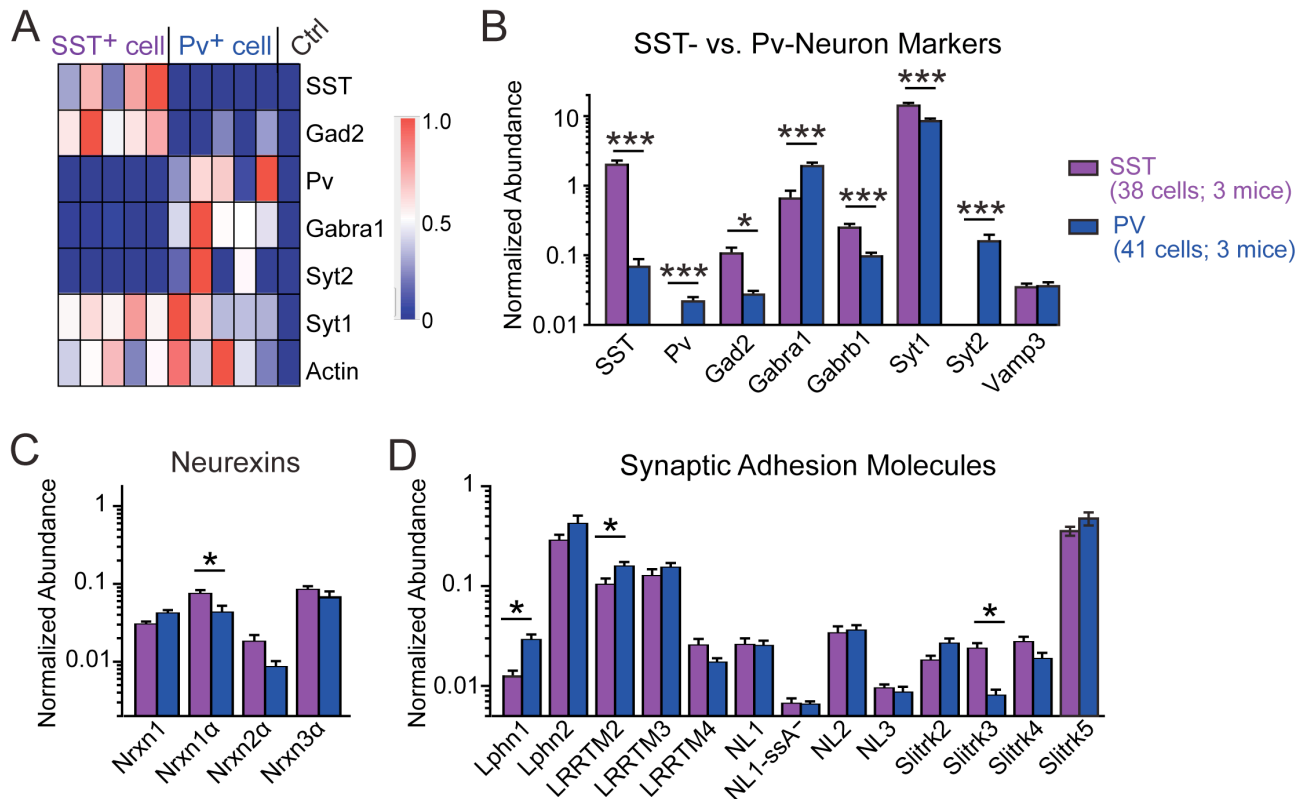 A
SST+ cell
Pv+ cell
Ctrl
SST
Gad2
Pv
Gabra1
Syt2
Syt1
Actin
1.0
0.5
0
B
SST- vs. Pv-Neuron Markers
Normalized Abundance
10
1
0.1
0.01
***
***
*
***
***
***
***
SST
Pv
Gad2
Gabra1
Gabrb1
Syt1
Syt2
Vamp3
SST
(38 cells; 3 mice)
PV
(41 cells; 3 mice)
C
Neurexins
Normalized Abundance
1
0.1
0.01
*
Nrxn1
Nrxn1α
Nrxn2α
Nrxn3α
D
Synaptic Adhesion Molecules
Normalized Abundance
1
0.1
0.01
*
*
*
Lphn1
Lphn2
LRRTM2
LRRTM3
LRRTM4
NL1
NL1-ssA⁻
NL2
NL3
Slitrk2
Slitrk3
Slitrk4
Slitrk5